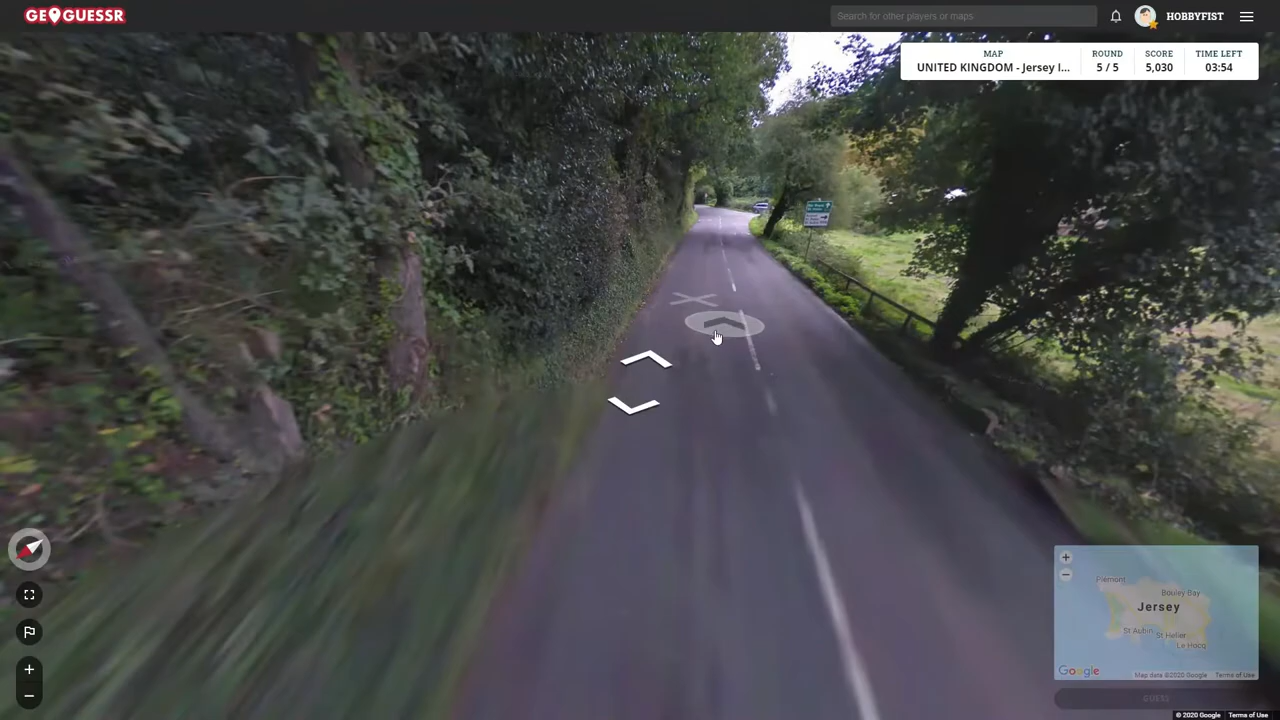 GEOGUESSR
Search for other players or maps
HOBBYFIST
MAP
ROUND
SCORE
TIME LEFT
UNITED KINGDOM - Jersey I...
5 / 5
5,030
03:54
+
−
Piemont
Bouley Bay
Jersey
St Aubin
St Helier
Le Hocq
Google
Map data ©2020 Google
Terms of Use
GUESS
+
−
© 2020 Google
Terms of Use